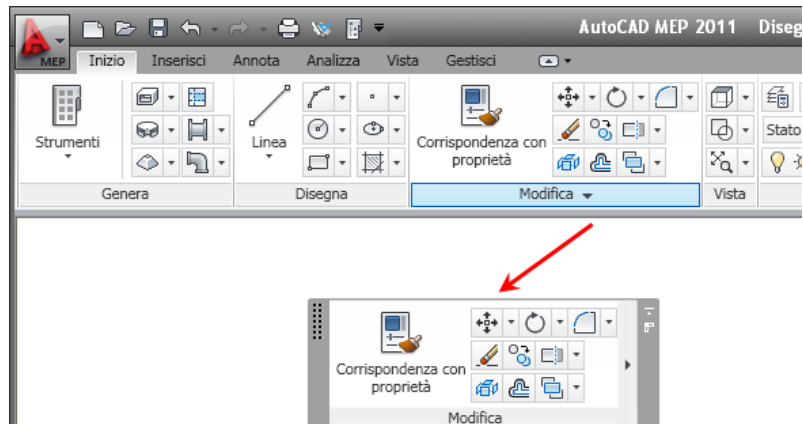 AutoCAD MEP 2011 Diseg
MEP Inizio Inserisci Annota Analizza Vista Gestisci
Strumenti
Linea
Corrispondenza con
proprietà
Stato
Genera Disegna Modifica Vista
Corrispondenza con
proprietà
Modifica